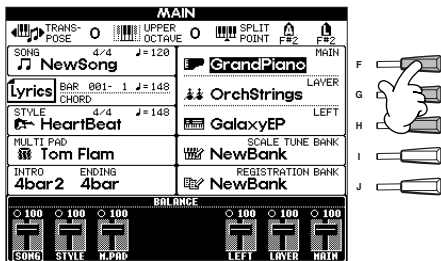 MAIN
TRANS-POSE 0 UPPER OCTAVE 0 SPLIT POINT A F#2 L F#2
SONG 4/4 ♩=120
NewSong
Lyrics BAR 001- 1 ♩=148
CHORD
STYLE 4/4 ♩=148
HeartBeat
MULTI PAD
Tom Flam
INTRO ENDING
4bar2 4bar
MAIN
GrandPiano
LAYER
OrchStrings
LEFT
GalaxyEP
SCALE TUNE BANK
NewBank
REGISTRATION BANK
NewBank
BALANCE
100 100 100 100 100 100
SONG STYLE M.PAD LEFT LAYER MAIN
F
G
H
I
J